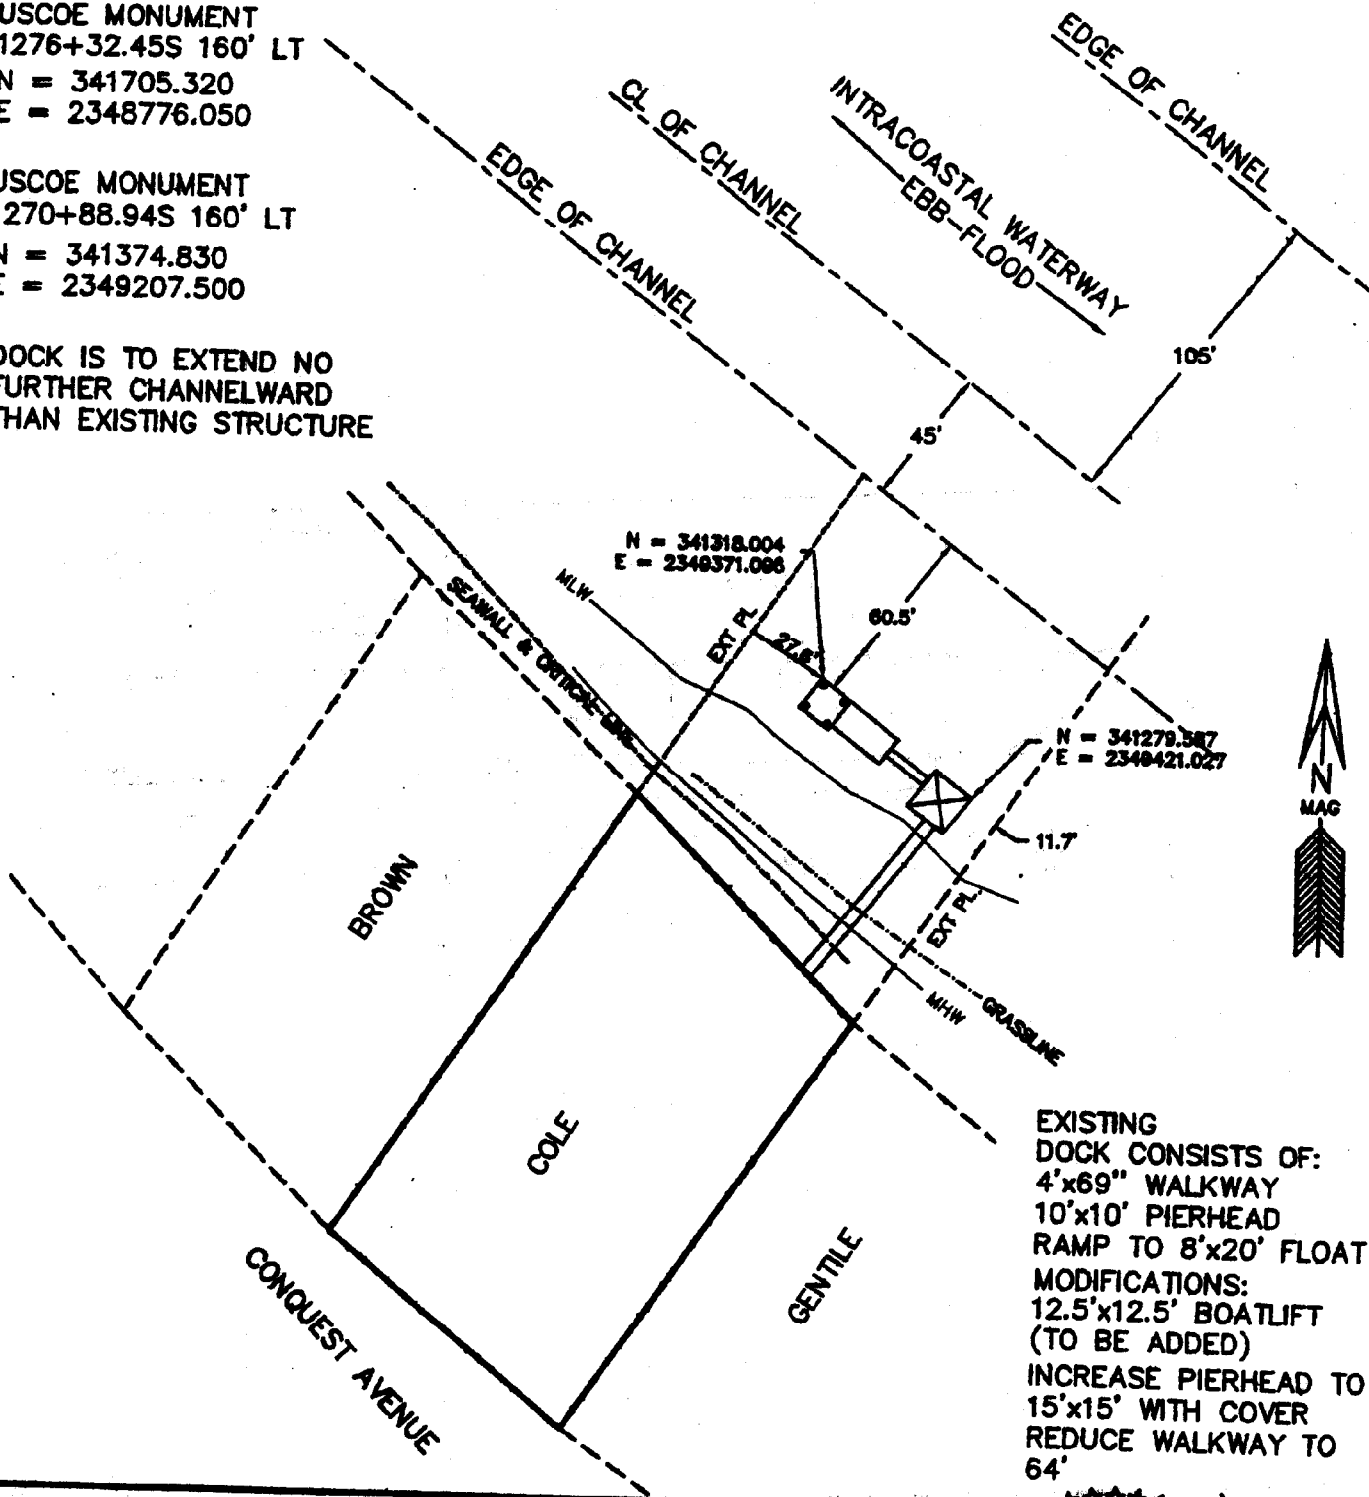 USCOE MONUMENT
1276+32.45S 160' LT
N = 341705.320
E = 2348776.050
USCOE MONUMENT
270+88.94S 160' LT
N = 341374.830
E = 2349207.500
DOCK IS TO EXTEND NO
FURTHER CHANNELWARD
THAN EXISTING STRUCTURE
EDGE OF CHANNEL
CL OF CHANNEL
INTRACOASTAL WATERWAY
EBB-FLOOD
EDGE OF CHANNEL
105'
45'
N = 341318.004
E = 2349371.096
MLW
SEAWALL & CRITICAL LINE
EXT PL
27.6'
60.5'
N = 341279.567
E = 2349421.027
11.7'
EXT PL
N
MAG
BROWN
COLE
GENTILE
MHW
GRASSLINE
CONQUEST AVENUE
EXISTING
DOCK CONSISTS OF:
4'x69" WALKWAY
10'x10' PIERHEAD
RAMP TO 8'x20' FLOAT
MODIFICATIONS:
12.5'x12.5' BOATLIFT
(TO BE ADDED)
INCREASE PIERHEAD TO
15'x15' WITH COVER
REDUCE WALKWAY TO
64'